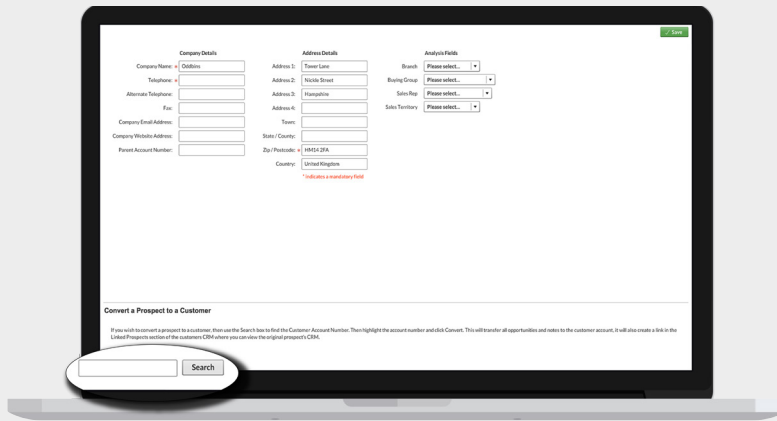 ✓ Save
Company Details Address Details Analysis Fields
Company Name: * Oddbins Address 1: Tower Lane Branch Please select...
Telephone: * Address 2: Nickle Street Buying Group Please select...
Alternate Telephone: Address 3: Hampshire Sales Rep Please select...
Fax: Address 4: Sales Territory Please select...
Company Email Address: Town:
Company Website Address: State / County:
Parent Account Number: Zip / Postcode: * HM14 2FA
Country: United Kingdom
* Indicates a mandatory field
Convert a Prospect to a Customer
If you wish to convert a prospect to a customer, then use the Search box to find the Customer Account Number. Then highlight the account number and click Convert. This will transfer all opportunities and notes to the customer account, it will also create a link in the
Linked Prospects section of the customers CRM where you can view the original prospect's CRM.
Search